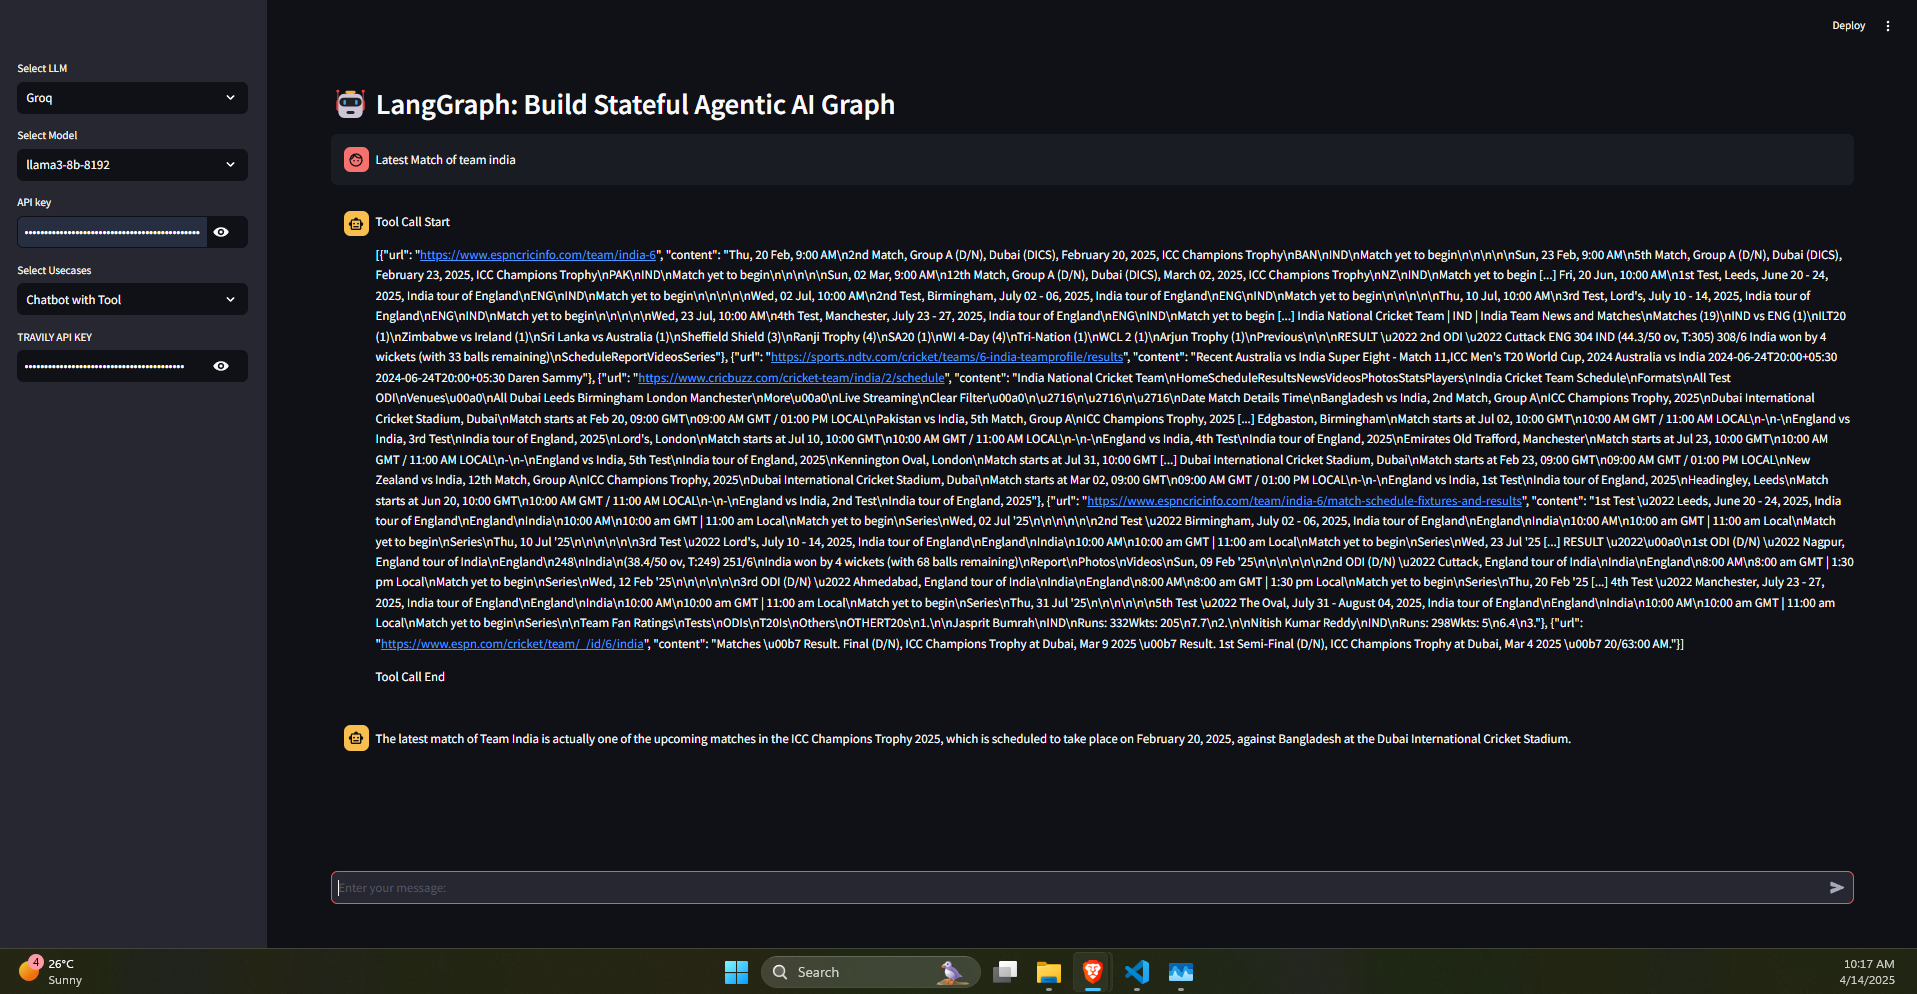 Deploy
Select LLM
Groq
Select Model
llama3-8b-8192
API key
Select Usecases
Chatbot with Tool
TRAVILY API KEY
LangGraph: Build Stateful Agentic AI Graph
Latest Match of team india
Tool Call Start
[{"url": "https://www.espncricinfo.com/team/india-6", "content": "Thu, 20 Feb, 9:00 AM\n2nd Match, Group A (D/N), Dubai (DICS), February 20, 2025, ICC Champions Trophy\nBAN\nIND\nMatch yet to begin\n\n\n\n\n\nSun, 23 Feb, 9:00 AM\n5th Match, Group A (D/N), Dubai (DICS),
February 23, 2025, ICC Champions Trophy\nPAK\nIND\nMatch yet to begin\n\n\n\n\n\nSun, 02 Mar, 9:00 AM\n12th Match, Group A (D/N), Dubai (DICS), March 02, 2025, ICC Champions Trophy\nNZ\nIND\nMatch yet to begin [...] Fri, 20 Jun, 10:00 AM\n1st Test, Leeds, June 20 - 24,
2025, India tour of England\nENG\nIND\nMatch yet to begin\n\n\n\n\n\nWed, 02 Jul, 10:00 AM\n2nd Test, Birmingham, July 02 - 06, 2025, India tour of England\nENG\nIND\nMatch yet to begin\n\n\n\n\n\nThu, 10 Jul, 10:00 AM\n3rd Test, Lord's, July 10 - 14, 2025, India tour of
England\nENG\nIND\nMatch yet to begin\n\n\n\n\n\nWed, 23 Jul, 10:00 AM\n4th Test, Manchester, July 23 - 27, 2025, India tour of England\nENG\nIND\nMatch yet to begin [...] India National Cricket Team | IND | India Team News and Matches\nMatches (19)\nIND vs ENG (1)\nILT20
(1)\nZimbabwe vs Ireland (1)\nSri Lanka vs Australia (1)\nSheffield Shield (3)\nRanji Trophy (4)\nSA20 (1)\nWI 4-Day (4)\nTri-Nation (1)\nWCL 2 (1)\nArjun Trophy (1)\nPrevious\n\n\nRESULT \u2022 2nd ODI \u2022 Cuttack ENG 304 IND (44.3/50 ov, T:305) 308/6 India won by 4
wickets (with 33 balls remaining)\nScheduleReportVideosSeries"}, {"url": "https://sports.ndtv.com/cricket/teams/6-india-teamprofile/results", "content": "Recent Australia vs India Super Eight - Match 11,ICC Men's T20 World Cup, 2024 Australia vs India 2024-06-24T20:00+05:30
2024-06-24T20:00+05:30 Daren Sammy"}, {"url": "https://www.cricbuzz.com/cricket-team/india/2/schedule", "content": "India National Cricket Team\nHomeScheduleResultsNewsVideosPhotosStatsPlayers\nIndia Cricket Team Schedule\nFormats\nAll Test
ODI\nVenues\u00a0\nAll Dubai Leeds Birmingham London Manchester\nMore\u00a0\nLive Streaming\nClear Filter\u00a0\n\u2716\n\u2716\n\u2716\nDate Match Details Time\nBangladesh vs India, 2nd Match, Group A\nICC Champions Trophy, 2025\nDubai International
Cricket Stadium, Dubai\nMatch starts at Feb 20, 09:00 GMT\n09:00 AM GMT / 01:00 PM LOCAL\nPakistan vs India, 5th Match, Group A\nICC Champions Trophy, 2025 [...] Edgbaston, Birmingham\nMatch starts at Jul 02, 10:00 GMT\n10:00 AM GMT / 11:00 AM LOCAL\n-\n-\nEngland vs
India, 3rd Test\nIndia tour of England, 2025\nLord's, London\nMatch starts at Jul 10, 10:00 GMT\n10:00 AM GMT / 11:00 AM LOCAL\n-\n-\nEngland vs India, 4th Test\nIndia tour of England, 2025\nEmirates Old Trafford, Manchester\nMatch starts at Jul 23, 10:00 GMT\n10:00 AM
GMT / 11:00 AM LOCAL\n-\n-\nEngland vs India, 5th Test\nIndia tour of England, 2025\nKennington Oval, London\nMatch starts at Jul 31, 10:00 GMT [...] Dubai International Cricket Stadium, Dubai\nMatch starts at Feb 23, 09:00 GMT\n09:00 AM GMT / 01:00 PM LOCAL\nNew
Zealand vs India, 12th Match, Group A\nICC Champions Trophy, 2025\nDubai International Cricket Stadium, Dubai\nMatch starts at Mar 02, 09:00 GMT\n09:00 AM GMT / 01:00 PM LOCAL\n-\n-\nEngland vs India, 1st Test\nIndia tour of England, 2025\nHeadingley, Leeds\nMatch
starts at Jun 20, 10:00 GMT\n10:00 AM GMT / 11:00 AM LOCAL\n-\n-\nEngland vs India, 2nd Test\nIndia tour of England, 2025"}, {"url": "https://www.espncricinfo.com/team/india-6/match-schedule-fixtures-and-results", "content": "1st Test \u2022 Leeds, June 20 - 24, 2025, India
tour of England\nEngland\nIndia\n10:00 AM\n10:00 am GMT | 11:00 am Local\nMatch yet to begin\nSeries\nWed, 02 Jul '25\n\n\n\n\n\n2nd Test \u2022 Birmingham, July 02 - 06, 2025, India tour of England\nEngland\nIndia\n10:00 AM\n10:00 am GMT | 11:00 am Local\nMatch
yet to begin\nSeries\nThu, 10 Jul '25\n\n\n\n\n\n3rd Test \u2022 Lord's, July 10 - 14, 2025, India tour of England\nEngland\nIndia\n10:00 AM\n10:00 am GMT | 11:00 am Local\nMatch yet to begin\nSeries\nWed, 23 Jul '25 [...] RESULT \u2022\u00a0\n1st ODI (D/N) \u2022 Nagpur,
England tour of India\nEngland\n248\nIndia\n(38.4/50 ov, T:249) 251/6\nIndia won by 4 wickets (with 68 balls remaining)\nReport\nPhotos\nVideos\nSun, 09 Feb '25\n\n\n\n\n\n2nd ODI (D/N) \u2022 Cuttack, England tour of India\nIndia\nEngland\n8:00 AM\n8:00 am GMT | 1:30
pm Local\nMatch yet to begin\nSeries\nWed, 12 Feb '25\n\n\n\n\n\n3rd ODI (D/N) \u2022 Ahmedabad, England tour of India\nIndia\nEngland\n8:00 AM\n8:00 am GMT | 1:30 pm Local\nMatch yet to begin\nSeries\nThu, 20 Feb '25 [...] 4th Test \u2022 Manchester, July 23 - 27,
2025, India tour of England\nEngland\nIndia\n10:00 AM\n10:00 am GMT | 11:00 am Local\nMatch yet to begin\nSeries\nThu, 31 Jul '25\n\n\n\n\n\n5th Test \u2022 The Oval, July 31 - August 04, 2025, India tour of England\nEngland\nIndia\n10:00 AM\n10:00 am GMT | 11:00 am
Local\nMatch yet to begin\nSeries\n\nTeam Fan Ratings\nTests\nODIs\nT20Is\nOthers\nOTHERT20s\n1.\n\nJasprit Bumrah\nIND\nRuns: 332Wkts: 205\n7.7\n2.\n\nNitish Kumar Reddy\nIND\nRuns: 298Wkts: 5\n6.4\n3."}, {"url":
"https://www.espn.com/cricket/team/_/id/6/india", "content": "Matches \u00b7 Result. Final (D/N), ICC Champions Trophy at Dubai, Mar 9 2025 \u00b7 Result. 1st Semi-Final (D/N), ICC Champions Trophy at Dubai, Mar 4 2025 \u00b7 20/63:00 AM."}]
Tool Call End
The latest match of Team India is actually one of the upcoming matches in the ICC Champions Trophy 2025, which is scheduled to take place on February 20, 2025, against Bangladesh at the Dubai International Cricket Stadium.
Enter your message:
4
26°C
Sunny
Search
10:17 AM
4/14/2025